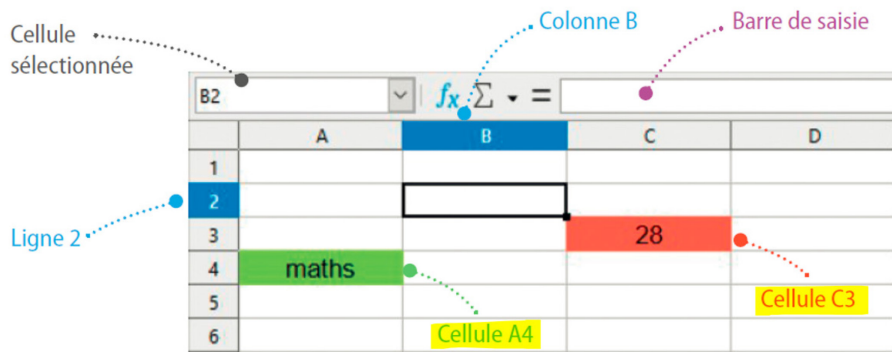 Cellule
sélectionnée
Colonne B
Barre de saisie
B2
fx Σ =
A B C D
1
2
Ligne 2
3 28
4 maths
Cellule C3
5
Cellule A4
6